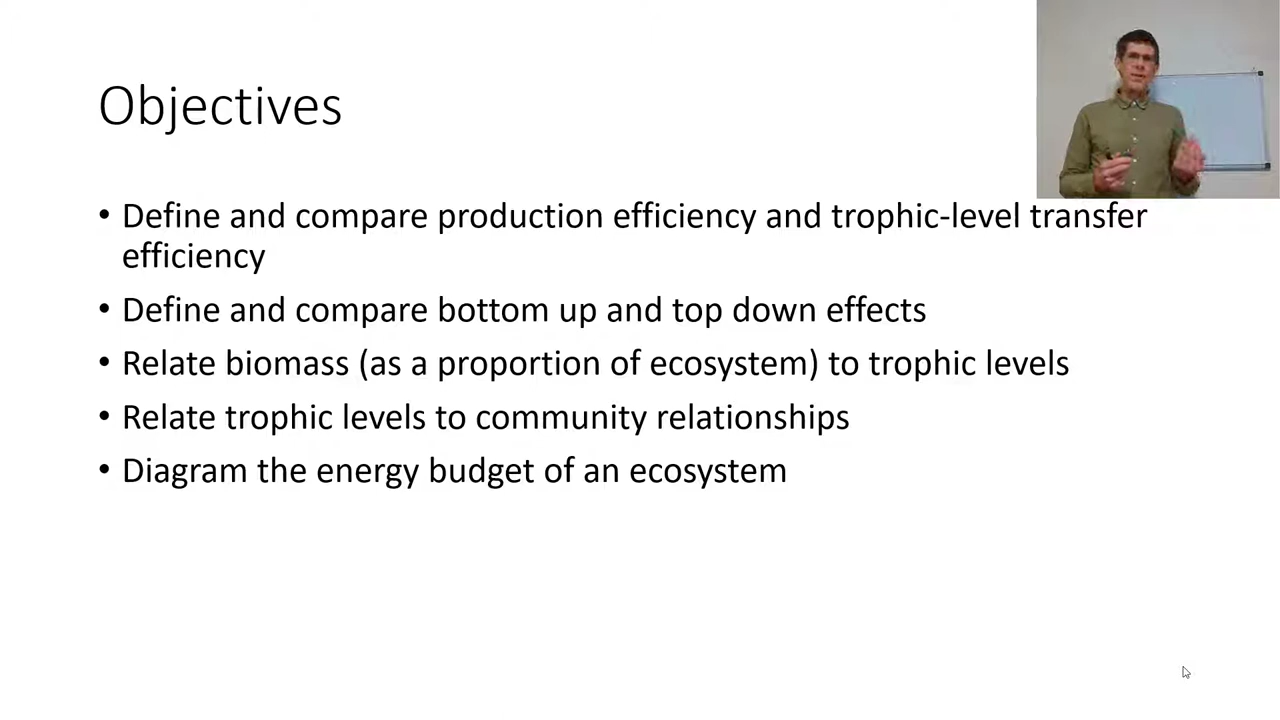 Objectives
• Define and compare production efficiency and trophic-level transfer
efficiency
• Define and compare bottom up and top down effects
• Relate biomass (as a proportion of ecosystem) to trophic levels
• Relate trophic levels to community relationships
• Diagram the energy budget of an ecosystem